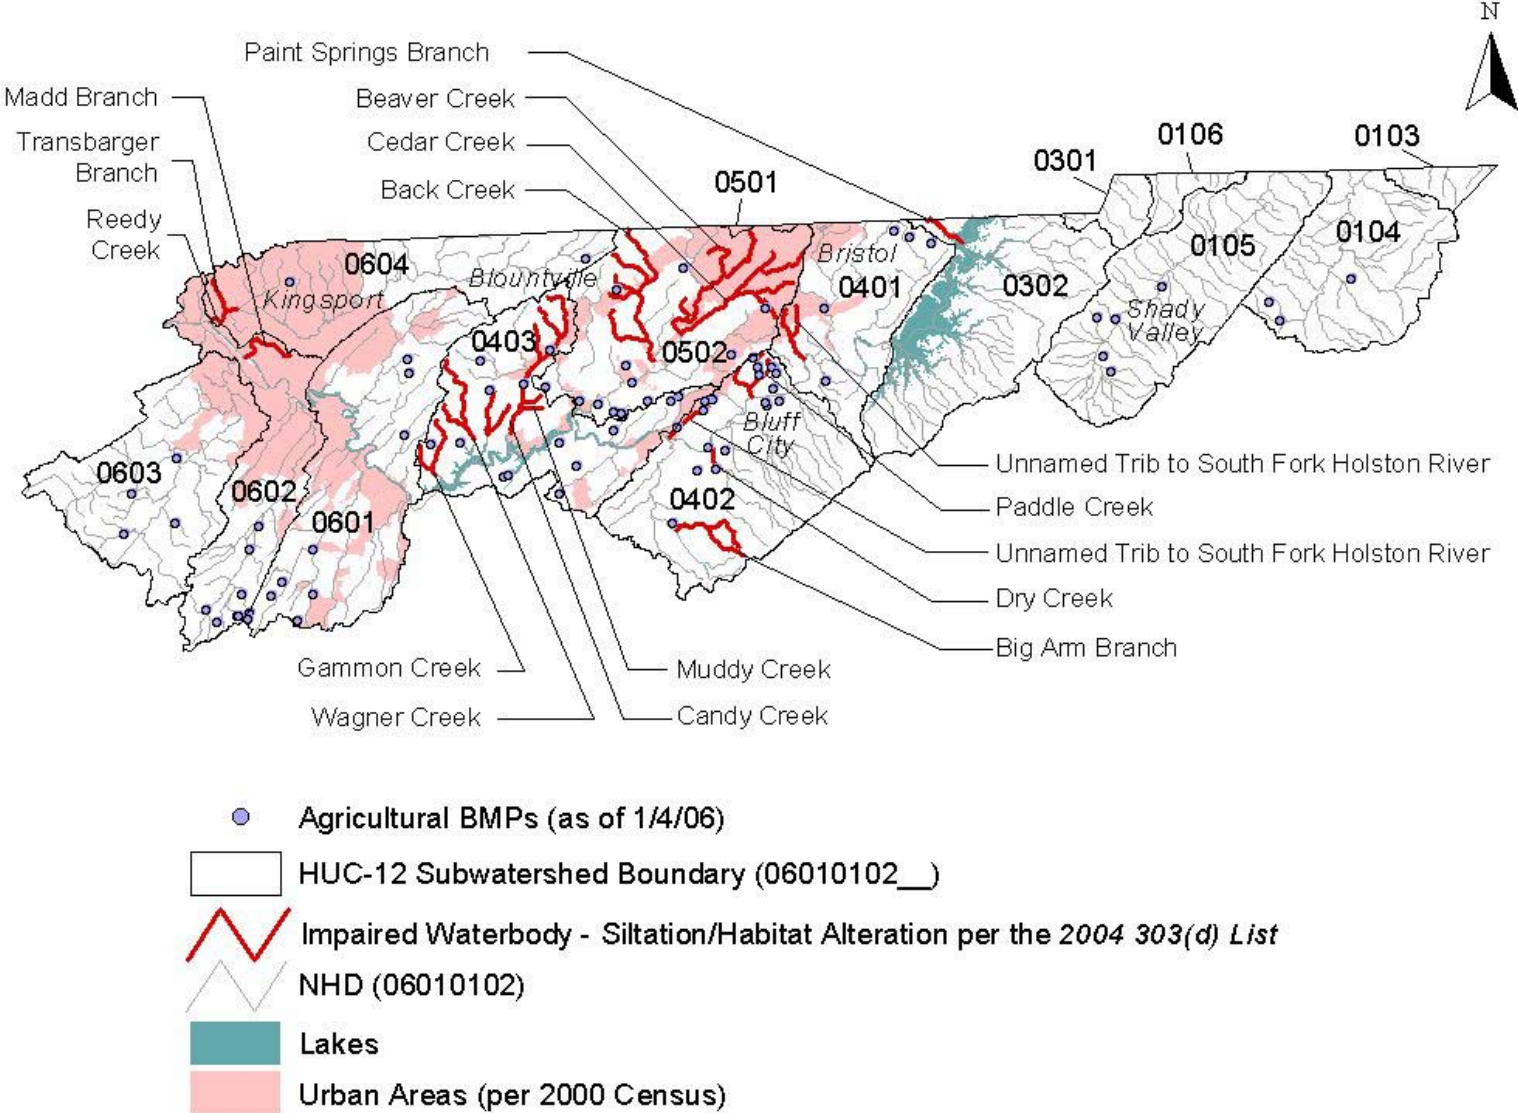 N
Paint Springs Branch
Madd Branch
Beaver Creek
Transbarger
Branch
Cedar Creek
0106
0103
0301
Back Creek
0501
Reedy
Creek
0604
Blountville
Bristol
0105
0104
Kingsport
0401
0302
Shady
Valley
0403
0502
Bluff
City
Unnamed Trib to South Fork Holston River
0603
0602
0402
Paddle Creek
0601
Unnamed Trib to South Fork Holston River
Dry Creek
Big Arm Branch
Gammon Creek
Muddy Creek
Wagner Creek
Candy Creek
Agricultural BMPs (as of 1/4/06)
HUC-12 Subwatershed Boundary (06010102__)
Impaired Waterbody - Siltation/Habitat Alteration per the 2004 303(d) List
NHD (06010102)
Lakes
Urban Areas (per 2000 Census)